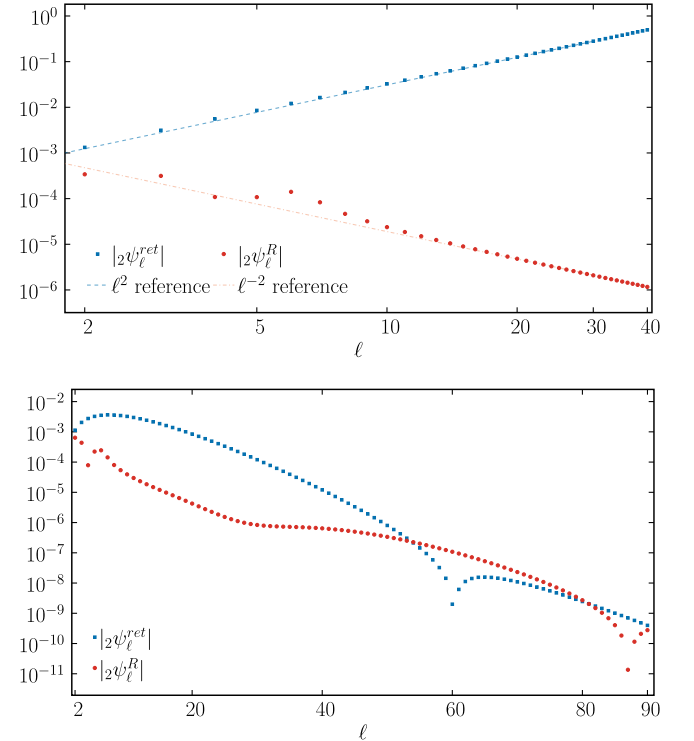 10⁰
10⁻¹
10⁻²
10⁻³
10⁻⁴
10⁻⁵
10⁻⁶
|₂ψ_ℓ^{ret}| |₂ψ_ℓ^R|
ℓ² reference ℓ⁻² reference
2 5 10 20 30 40
ℓ
10⁻²
10⁻³
10⁻⁴
10⁻⁵
10⁻⁶
10⁻⁷
10⁻⁸
10⁻⁹
10⁻¹⁰
10⁻¹¹
|₂ψ_ℓ^{ret}|
|₂ψ_ℓ^R|
2 20 40 60 80 90
ℓ